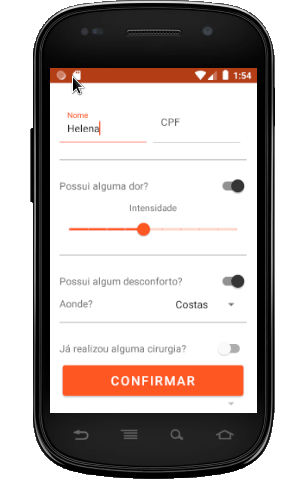 1:54
Nome
Helena
CPF
Possui alguma dor?
Intensidade
Possui algum desconforto?
Aonde?
Costas
Já realizou alguma cirurgia?
CONFIRMAR